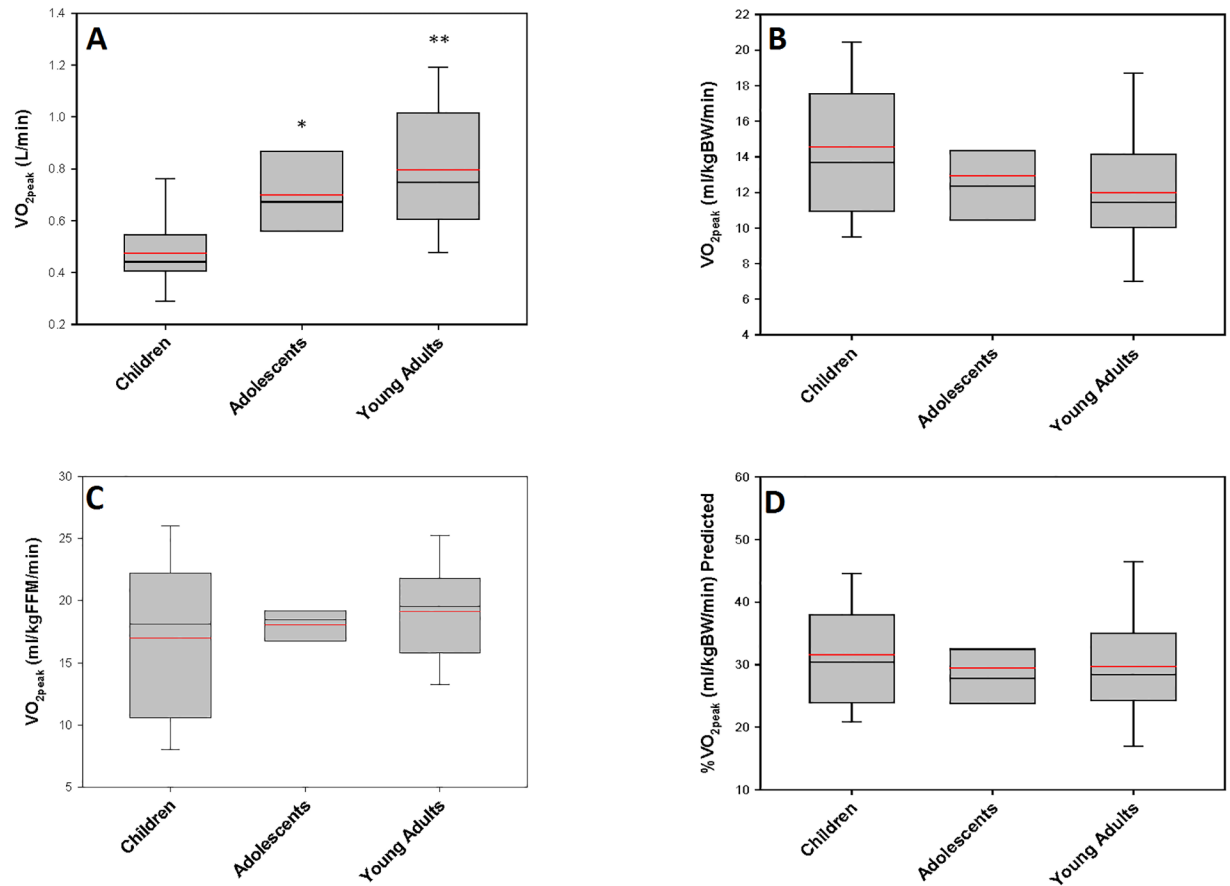 A
VO2peak (L/min)
1.4
1.2
1.0
0.8
0.6
0.4
0.2
*
**
Children
Adolescents
Young Adults
B
VO2peak (ml/kgBW/min)
22
20
18
16
14
12
10
8
6
4
Children
Adolescents
Young Adults
C
VO2peak (ml/kgFFM/min)
30
25
20
15
10
5
Children
Adolescents
Young Adults
D
% VO2peak (ml/kgBW/min) Predicted
60
50
40
30
20
10
Children
Adolescents
Young Adults